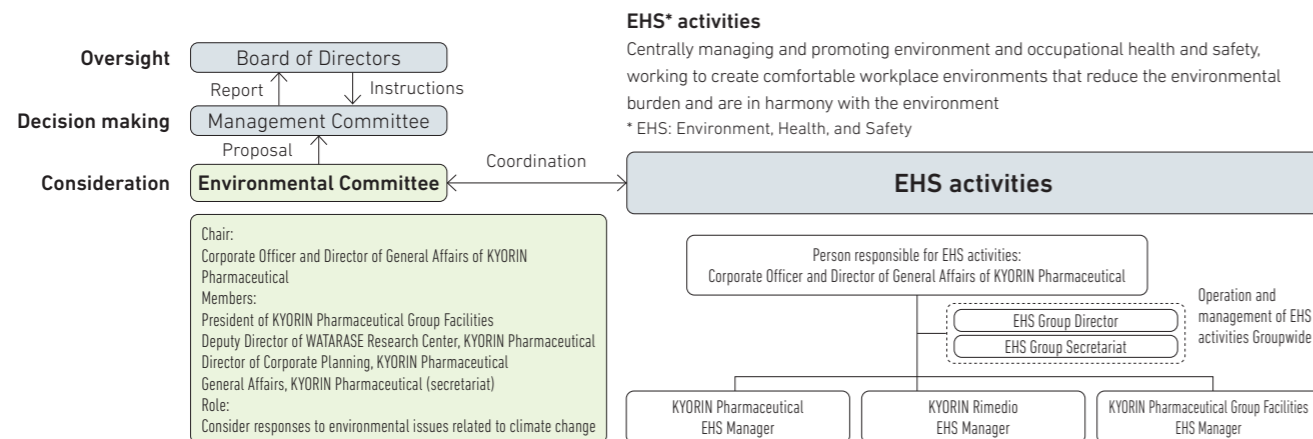 EHS* activities
Centrally managing and promoting environment and occupational health and safety,
working to create comfortable workplace environments that reduce the environmental
burden and are in harmony with the environment
* EHS: Environment, Health, and Safety
Oversight
Board of Directors
Report
Instructions
Decision making
Management Committee
Proposal
Consideration
Environmental Committee
Coordination
EHS activities
Chair:
Corporate Officer and Director of General Affairs of KYORIN
Pharmaceutical
Members:
President of KYORIN Pharmaceutical Group Facilities
Deputy Director of WATARASE Research Center, KYORIN Pharmaceutical
Director of Corporate Planning, KYORIN Pharmaceutical
General Affairs, KYORIN Pharmaceutical (secretariat)
Role:
Consider responses to environmental issues related to climate change
Person responsible for EHS activities:
Corporate Officer and Director of General Affairs of KYORIN Pharmaceutical
EHS Group Director
EHS Group Secretariat
Operation and
management of EHS
activities Groupwide
KYORIN Pharmaceutical
EHS Manager
KYORIN Rimedio
EHS Manager
KYORIN Pharmaceutical Group Facilities
EHS Manager